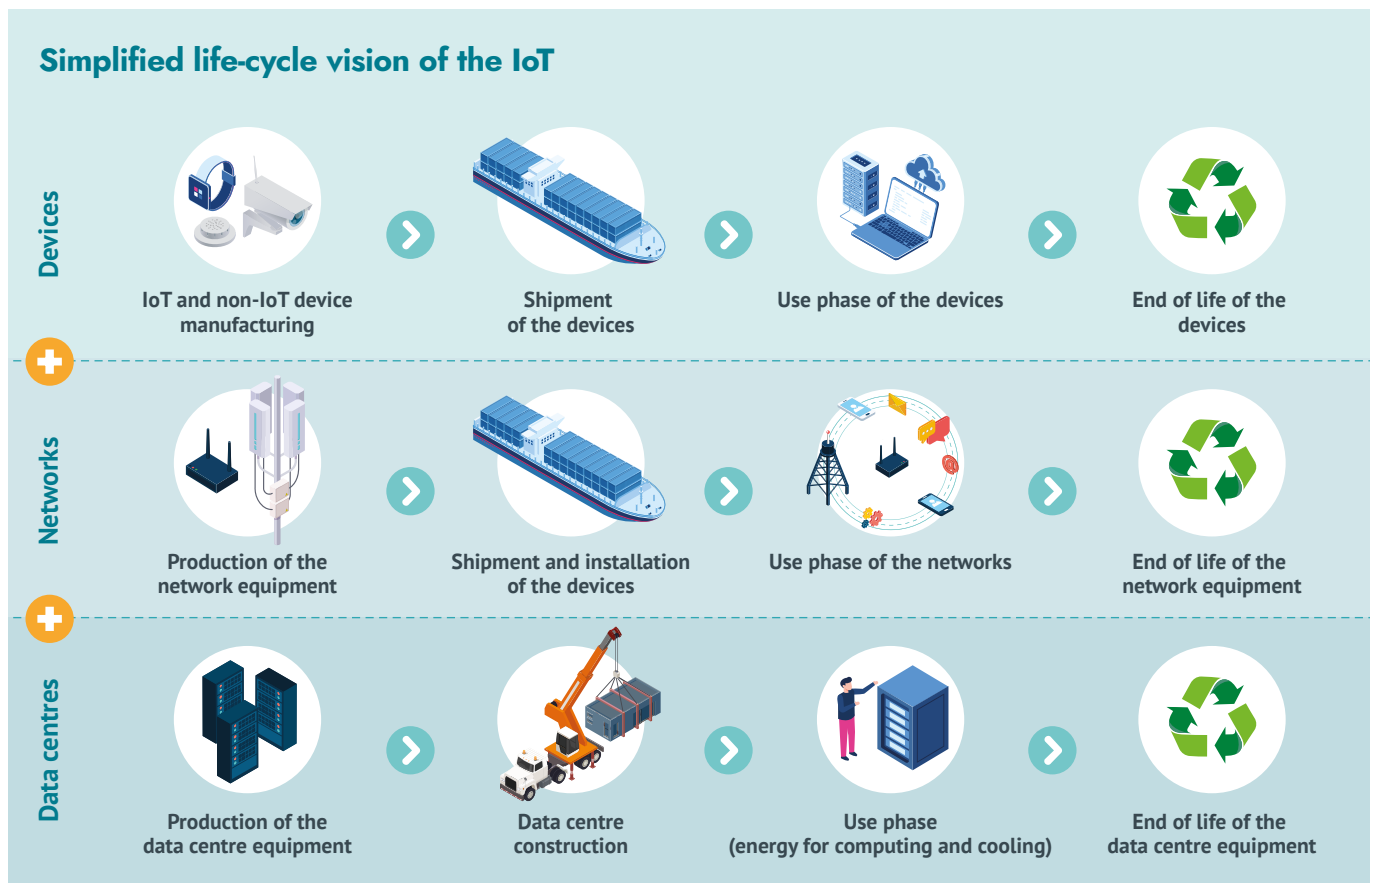 Simplified life-cycle vision of the IoT
Devices
IoT and non-IoT device
manufacturing
Shipment
of the devices
Use phase of the devices
End of life of the
devices
Networks
Production of the
network equipment
Shipment and installation
of the devices
Use phase of the networks
End of life of the
network equipment
Data centres
Production of the
data centre equipment
Data centre
construction
Use phase
(energy for computing and cooling)
End of life of the
data centre equipment